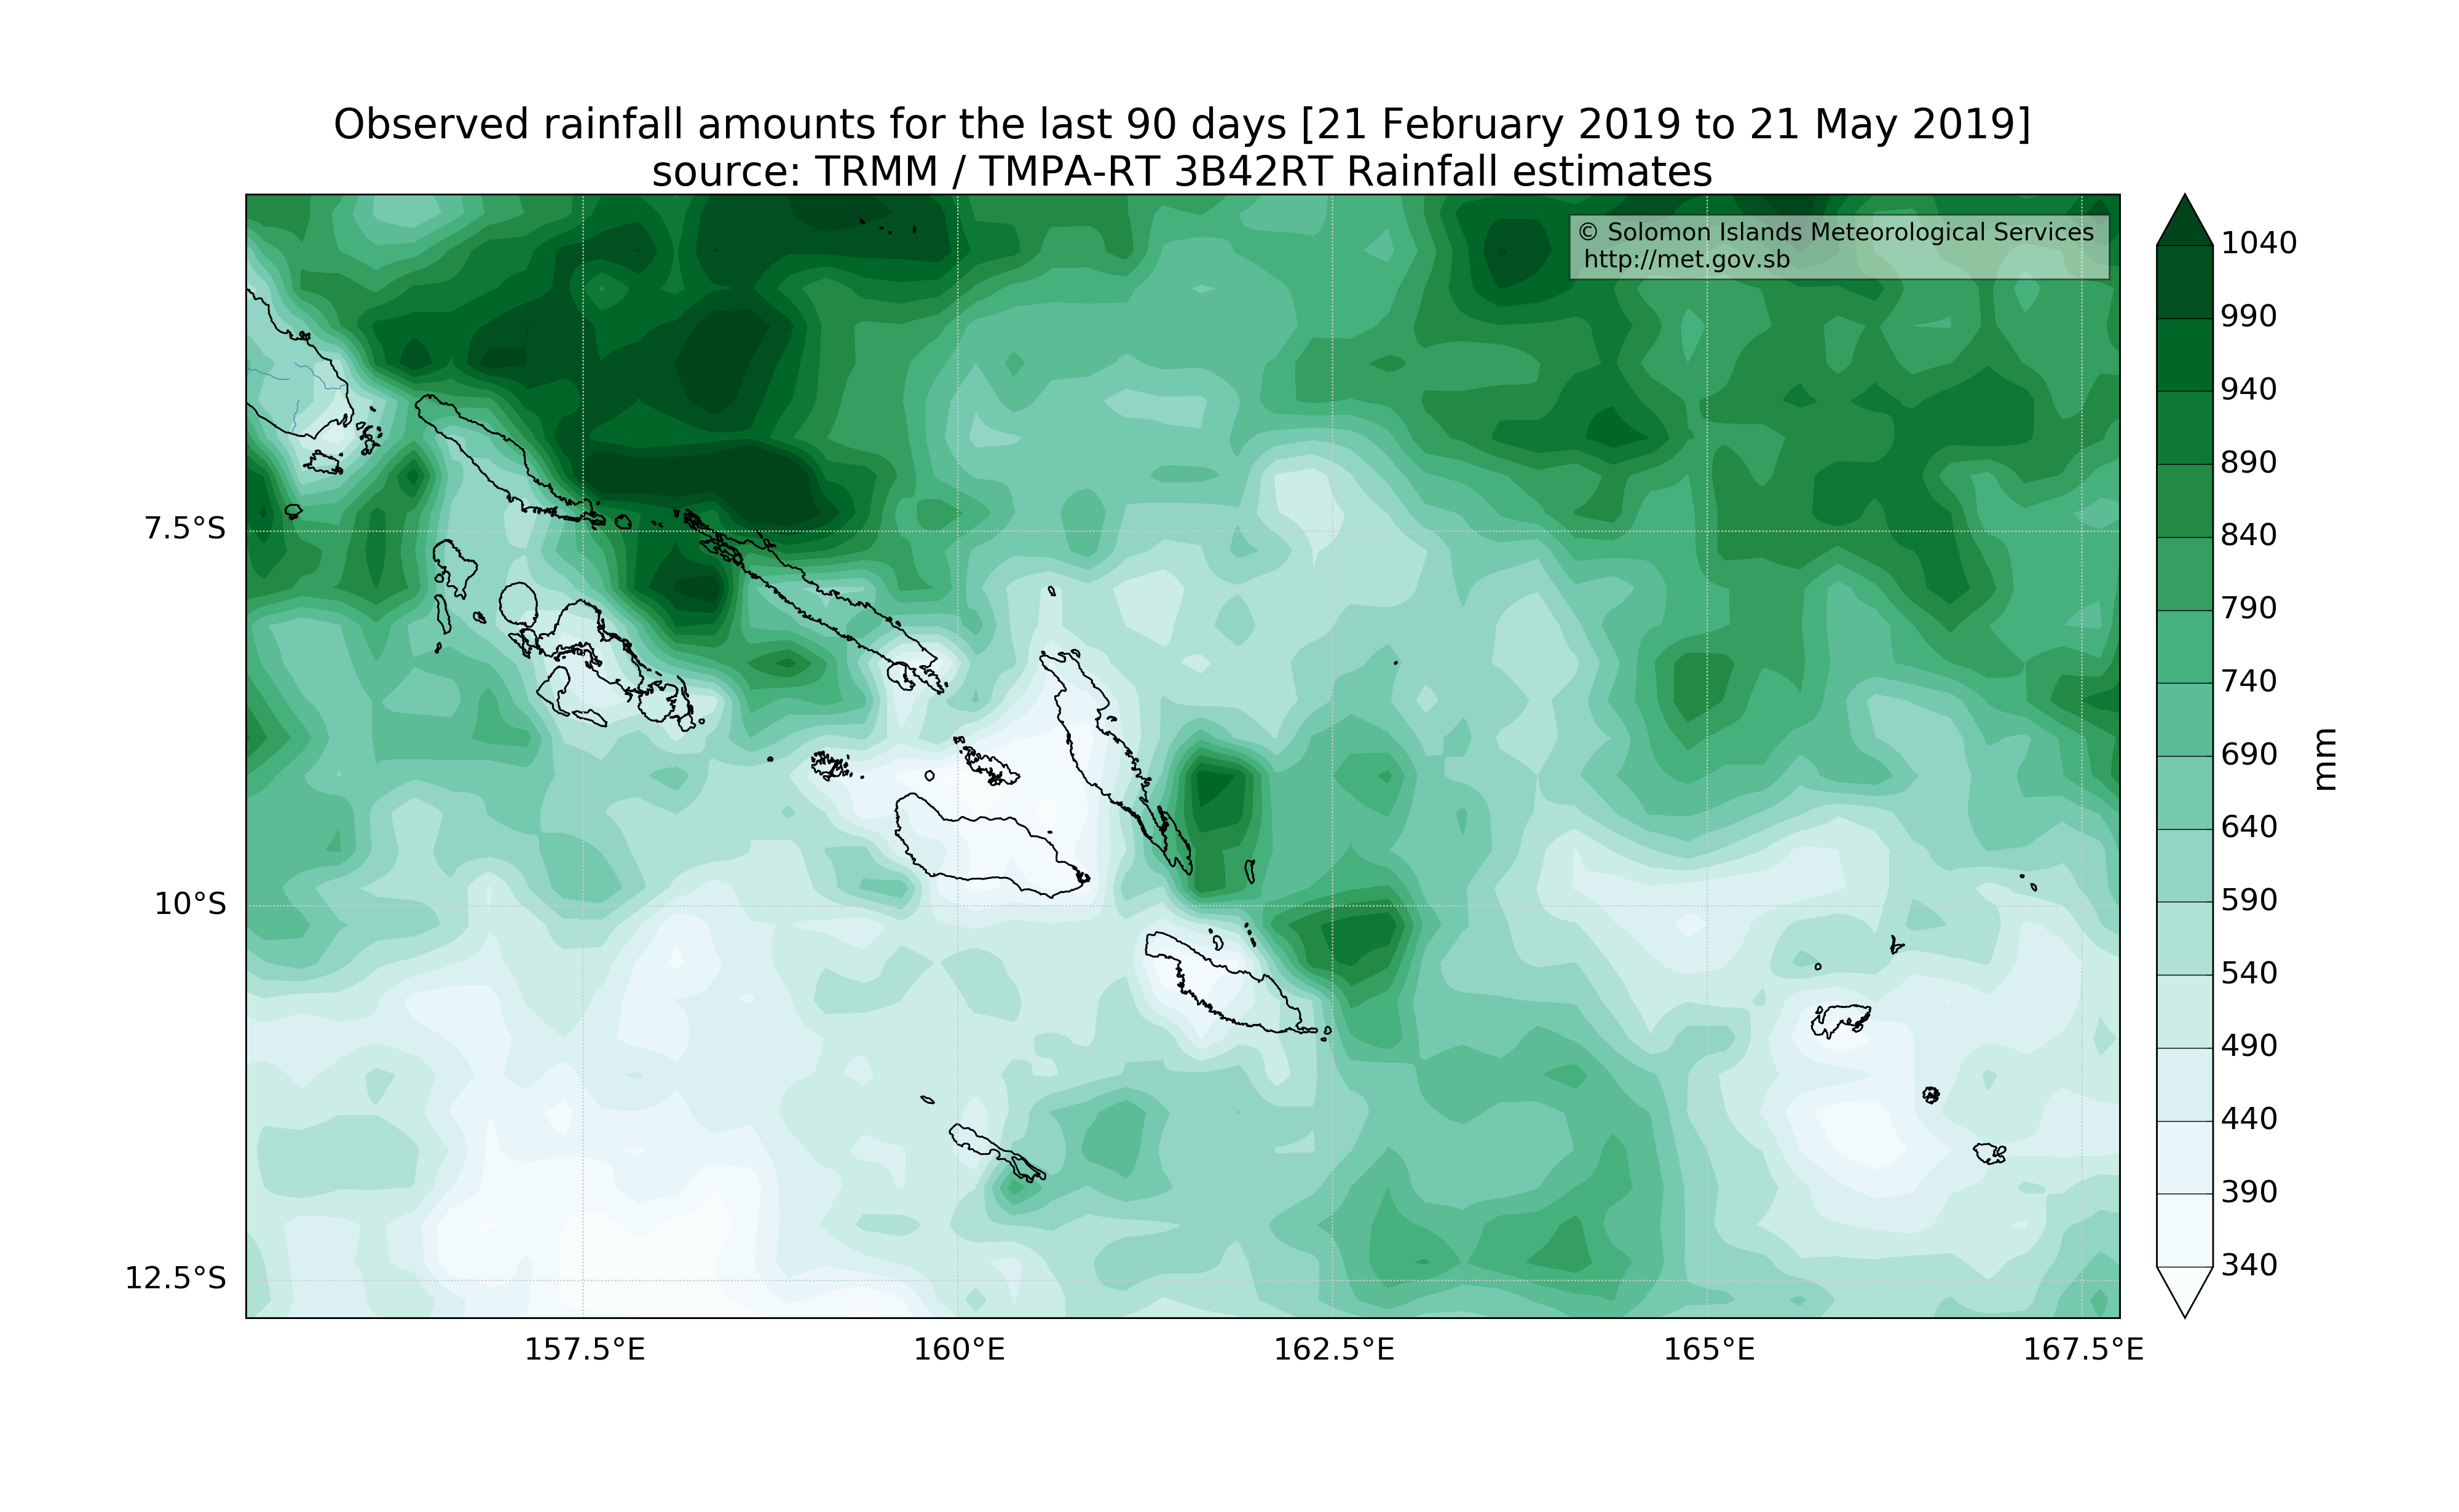 Observed rainfall amounts for the last 90 days [21 February 2019 to 21 May 2019]
source: TRMM / TMPA-RT 3B42RT Rainfall estimates
© Solomon Islands Meteorological Services
http://met.gov.sb
7.5°S
10°S
12.5°S
157.5°E
160°E
162.5°E
165°E
167.5°E
1040
990
940
890
840
790
740
690
640
590
540
490
440
390
340
mm